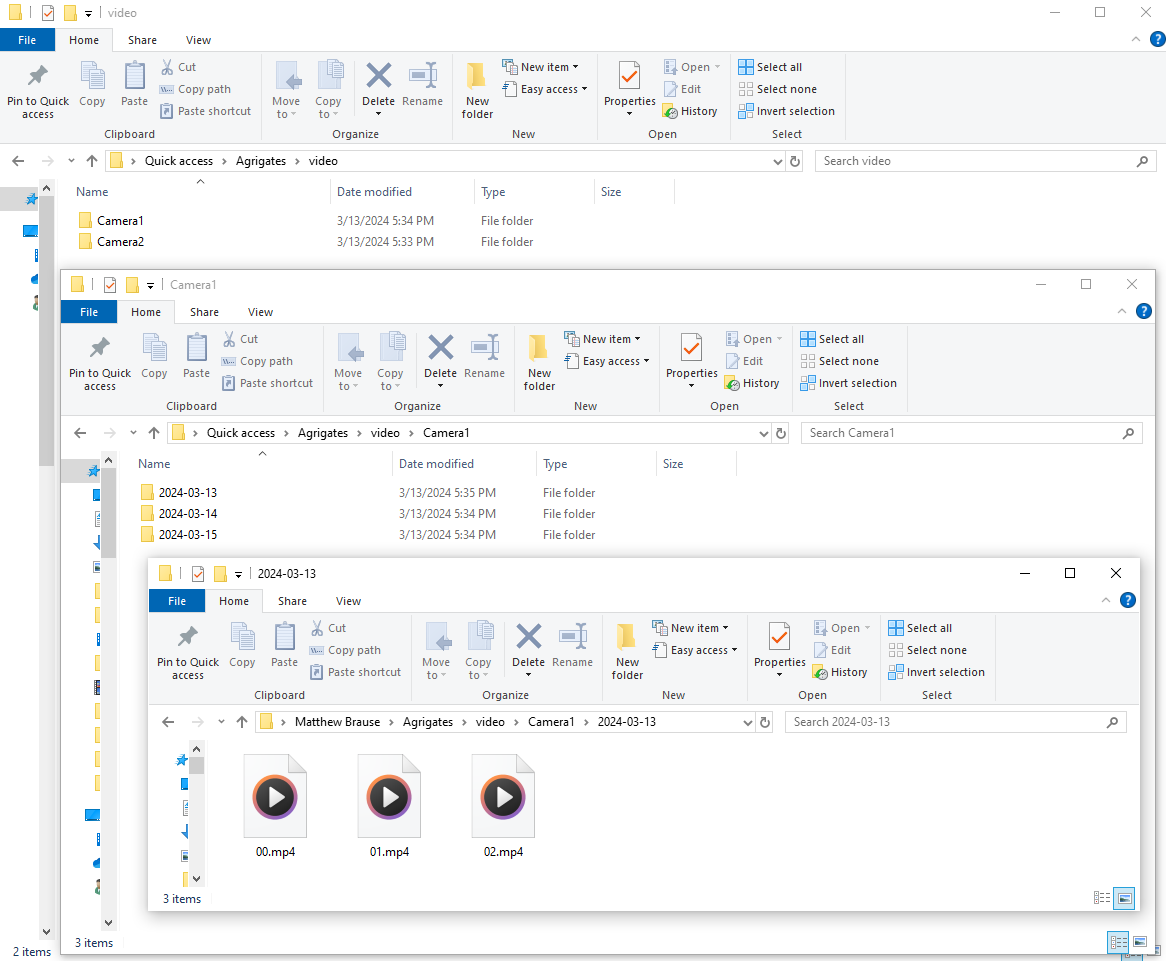 video
File Home Share View
Pin to Quick access
Copy
Paste
Cut
Copy path
Paste shortcut
Clipboard
Move to
Copy to
Delete
Rename
Organize
New folder
New item
Easy access
New
Properties
Open
Edit
History
Open
Select all
Select none
Invert selection
Select
Quick access Agrigates video
Search video
Name Date modified Type Size
Camera1 3/13/2024 5:34 PM File folder
Camera2 3/13/2024 5:33 PM File folder
Camera1
File Home Share View
Pin to Quick access
Copy
Paste
Cut
Copy path
Paste shortcut
Clipboard
Move to
Copy to
Delete
Rename
Organize
New folder
New item
Easy access
New
Properties
Open
Edit
History
Open
Select all
Select none
Invert selection
Select
Quick access Agrigates video Camera1
Search Camera1
Name Date modified Type Size
2024-03-13 3/13/2024 5:35 PM File folder
2024-03-14 3/13/2024 5:34 PM File folder
2024-03-15 3/13/2024 5:34 PM File folder
2024-03-13
File Home Share View
Pin to Quick access
Copy
Paste
Cut
Copy path
Paste shortcut
Clipboard
Move to
Copy to
Delete
Rename
Organize
New folder
New item
Easy access
New
Properties
Open
Edit
History
Open
Select all
Select none
Invert selection
Select
Matthew Brause Agrigates video Camera1 2024-03-13
Search 2024-03-13
00.mp4 01.mp4 02.mp4
3 items
3 items
2 items